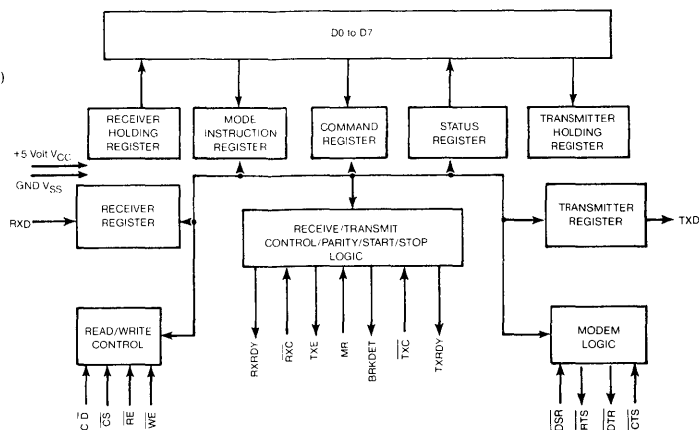 D0 to D7
)
RECEIVER
HOLDING
REGISTER
MODE
INSTRUCTION
REGISTER
COMMAND
REGISTER
STATUS
REGISTER
TRANSMITTER
HOLDING
REGISTER
+5 Volt VCC
GND VSS
RXD
RECEIVER
REGISTER
RECEIVE/TRANSMIT
CONTROL/PARITY/START/STOP
LOGIC
TRANSMITTER
REGISTER
TXD
READ/WRITE
CONTROL
RXRDY
RXC
TXE
MR
BRKDET
TXC
TXRDY
MODEM
LOGIC
C D
CS
RE
WE
DSR
RTS
DTR
CTS